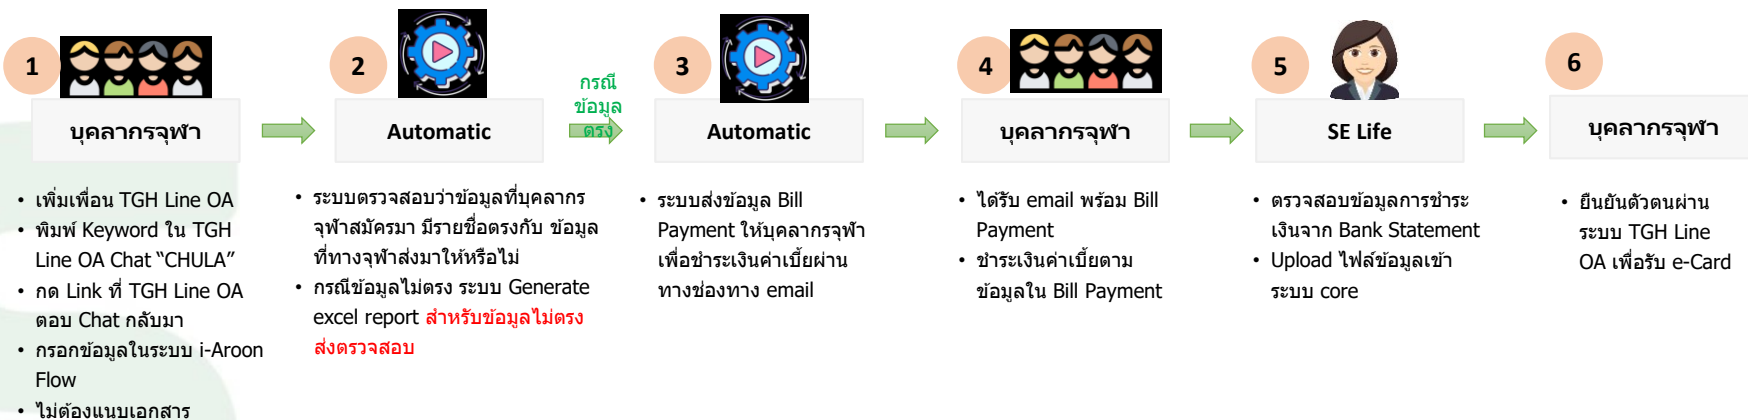 1
บุคลากรจุฬา
• เพิ่มเพื่อน TGH Line OA
• พิมพ์ Keyword ใน TGH
Line OA Chat “CHULA”
• กด Link ที่ TGH Line OA
ตอบ Chat กลับมา
• กรอกข้อมูลในระบบ i-Aroon
Flow
• ไม่ต้องแนบเอกสาร
2
Automatic
• ระบบตรวจสอบว่าข้อมูลที่บุคลากร
จุฬาสมัครมา มีรายชื่อตรงกับ ข้อมูล
ที่ทางจุฬาส่งมาให้หรือไม่
• กรณีข้อมูลไม่ตรง ระบบ Generate
excel report สำหรับข้อมูลไม่ตรง
ส่งตรวจสอบ
กรณี
ข้อมูล
ตรง
3
Automatic
• ระบบส่งข้อมูล Bill
Payment ให้บุคลากรจุฬา
เพื่อชำระเงินค่าเบี้ยผ่าน
ทางช่องทาง email
4
บุคลากรจุฬา
• ได้รับ email พร้อม Bill
Payment
• ชำระเงินค่าเบี้ยตาม
ข้อมูลใน Bill Payment
5
SE Life
• ตรวจสอบข้อมูลการชำระ
เงินจาก Bank Statement
• Upload ไฟล์ข้อมูลเข้า
ระบบ core
6
บุคลากรจุฬา
• ยืนยันตัวตนผ่าน
ระบบ TGH Line
OA เพื่อรับ e-Card